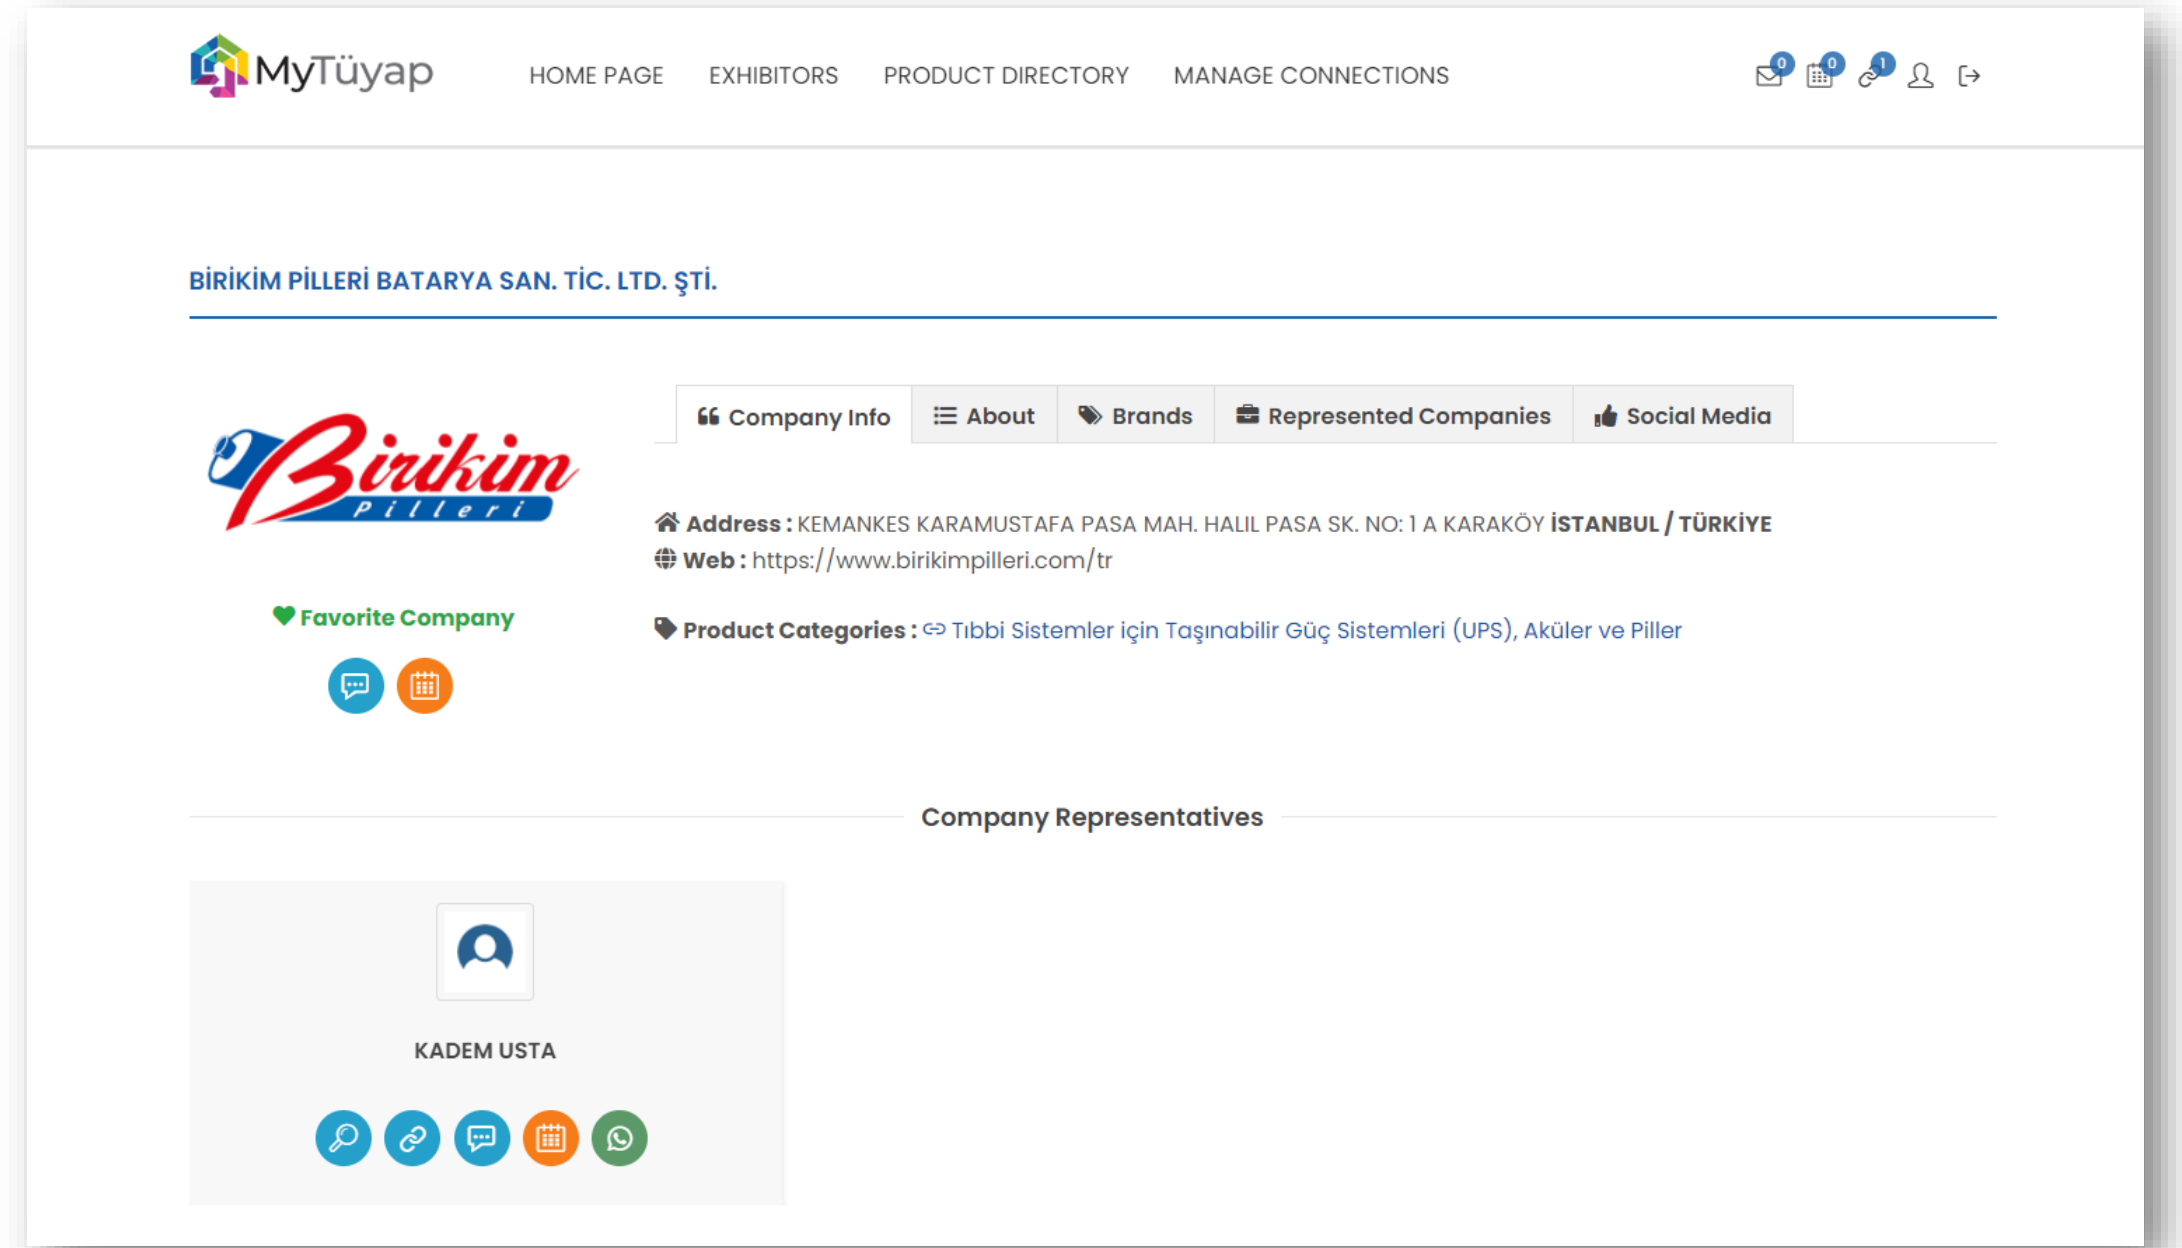 MyTüyap HOME PAGE EXHIBITORS PRODUCT DIRECTORY MANAGE CONNECTIONS 0 0 1
BİRİKİM PİLLERİ BATARYA SAN. TİC. LTD. ŞTİ.
Company Info About Brands Represented Companies Social Media
Birikim
Pilleri
Address : KEMANKES KARAMUSTAFA PASA MAH. HALIL PASA SK. NO: 1 A KARAKÖY İSTANBUL / TÜRKİYE
Web : https://www.birikimpilleri.com/tr
Favorite Company
Product Categories : Tıbbi Sistemler için Taşınabilir Güç Sistemleri (UPS), Aküler ve Piller
Company Representatives
KADEM USTA